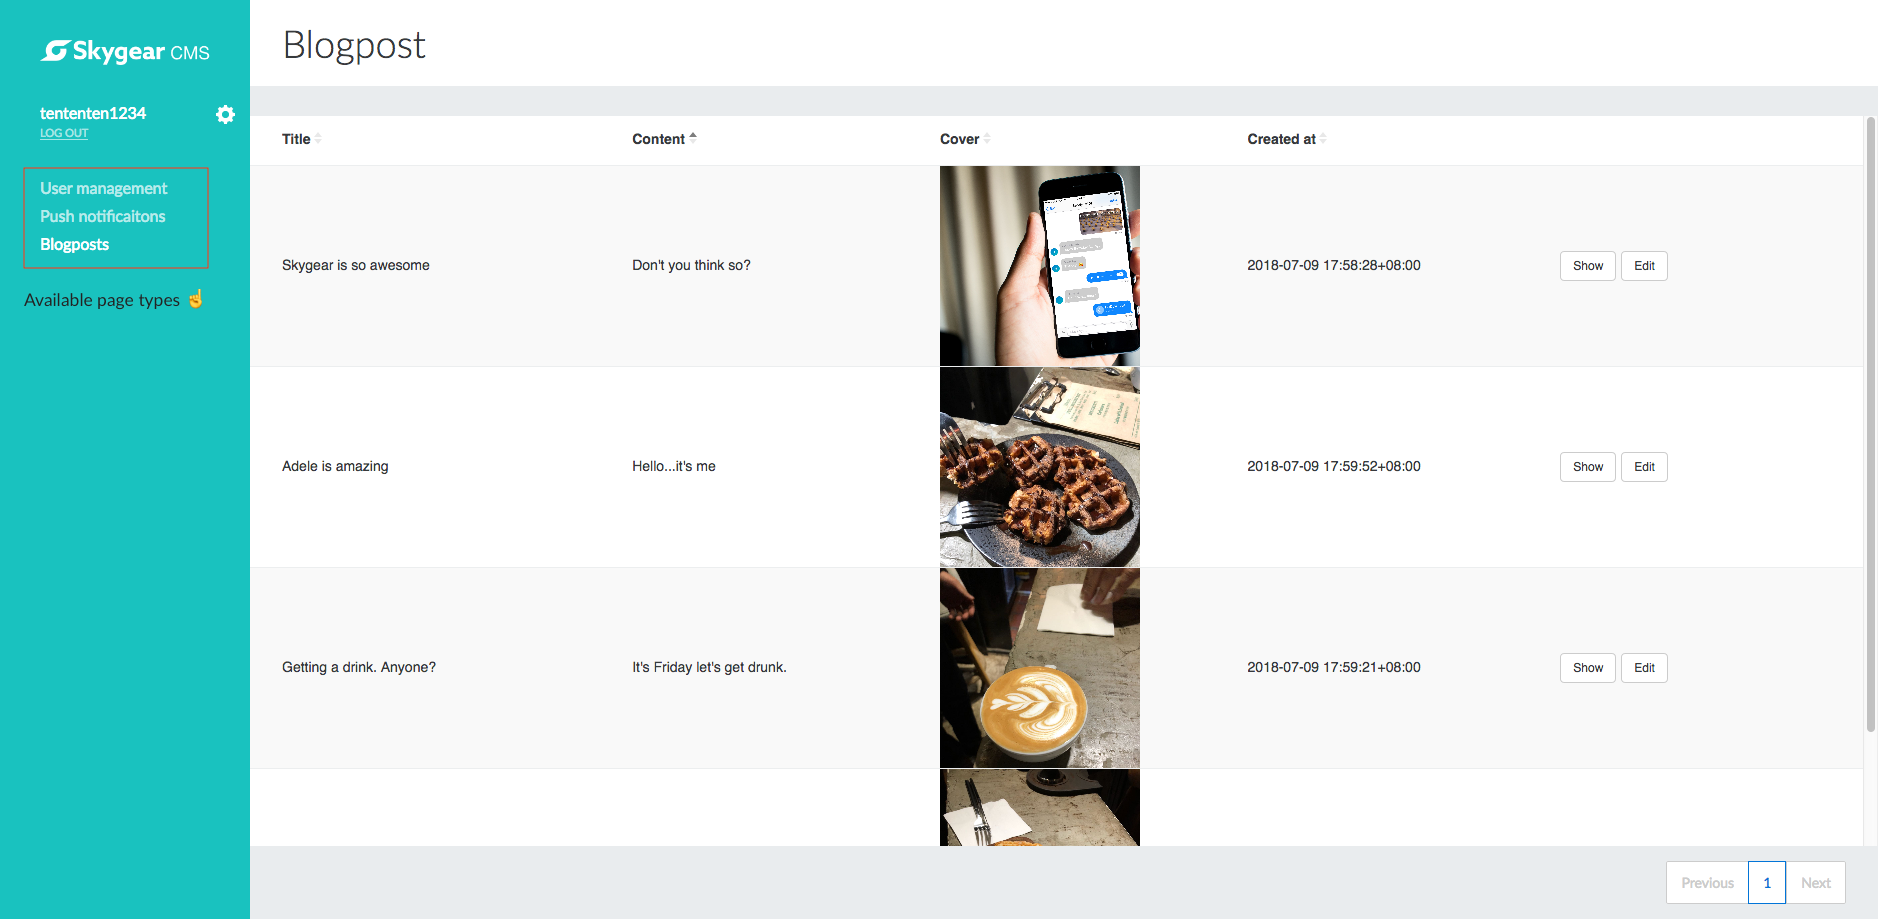 Skygear CMS
Blogpost
tententen1234
LOG OUT
User management
Push notificaitons
Blogposts
Available page types ☝
Title Content Cover Created at
Skygear is so awesome Don't you think so? 2018-07-09 17:58:28+08:00 Show Edit
Adele is amazing Hello...it's me 2018-07-09 17:59:52+08:00 Show Edit
Getting a drink. Anyone? It's Friday let's get drunk. 2018-07-09 17:59:21+08:00 Show Edit
Previous 1 Next